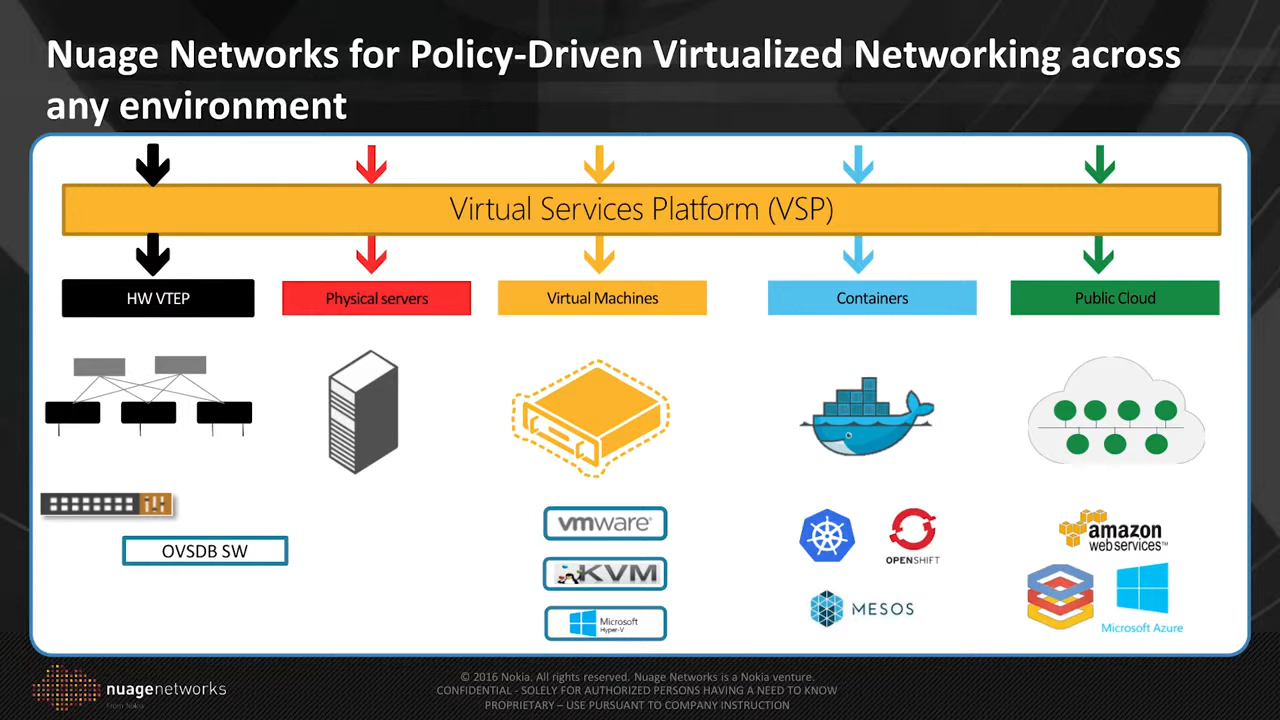 Nuage Networks for Policy-Driven Virtualized Networking across
any environment
Virtual Services Platform (VSP)
HW VTEP
Physical servers
Virtual Machines
Containers
Public Cloud
OVSDB SW
vmware®
KVM
Microsoft
Hyper-V
OPENSHIFT
MESOS
amazon
webservices™
Microsoft Azure
nuagenetworks
From Nokia
© 2016 Nokia. All rights reserved. Nuage Networks is a Nokia venture.
CONFIDENTIAL - SOLELY FOR AUTHORIZED PERSONS HAVING A NEED TO KNOW
PROPRIETARY – USE PURSUANT TO COMPANY INSTRUCTION